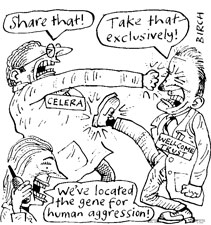 Share that!
Take that-
exclusively!
BIRCH
CELERA
WELLCOME
TRUST
We've located
the gene for
human aggression!